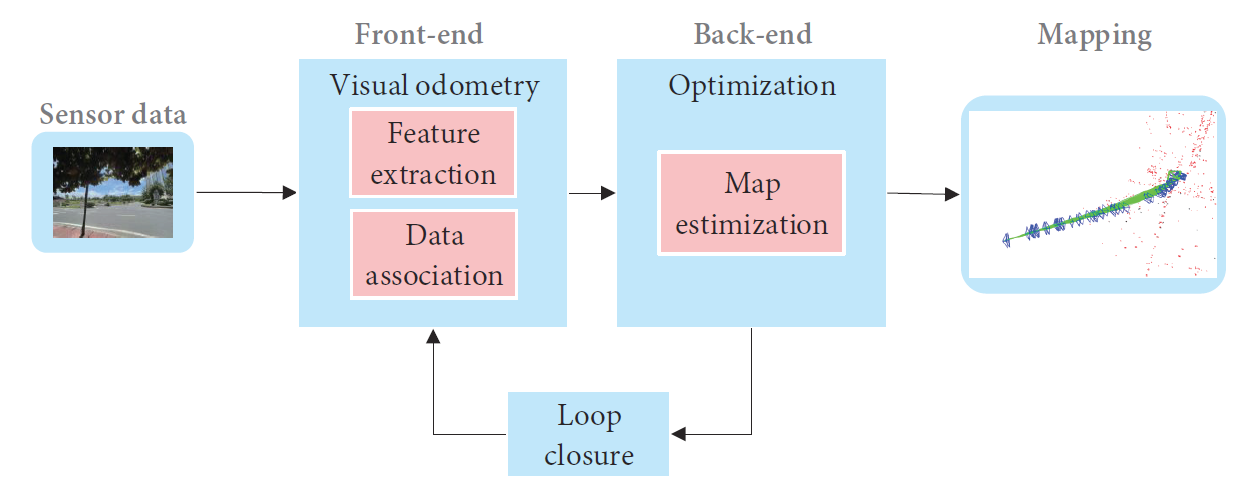 Front-end
Back-end
Mapping
Sensor data
Visual odometry
Feature
extraction
Data
association
Optimization
Map
estimization
Loop
closure